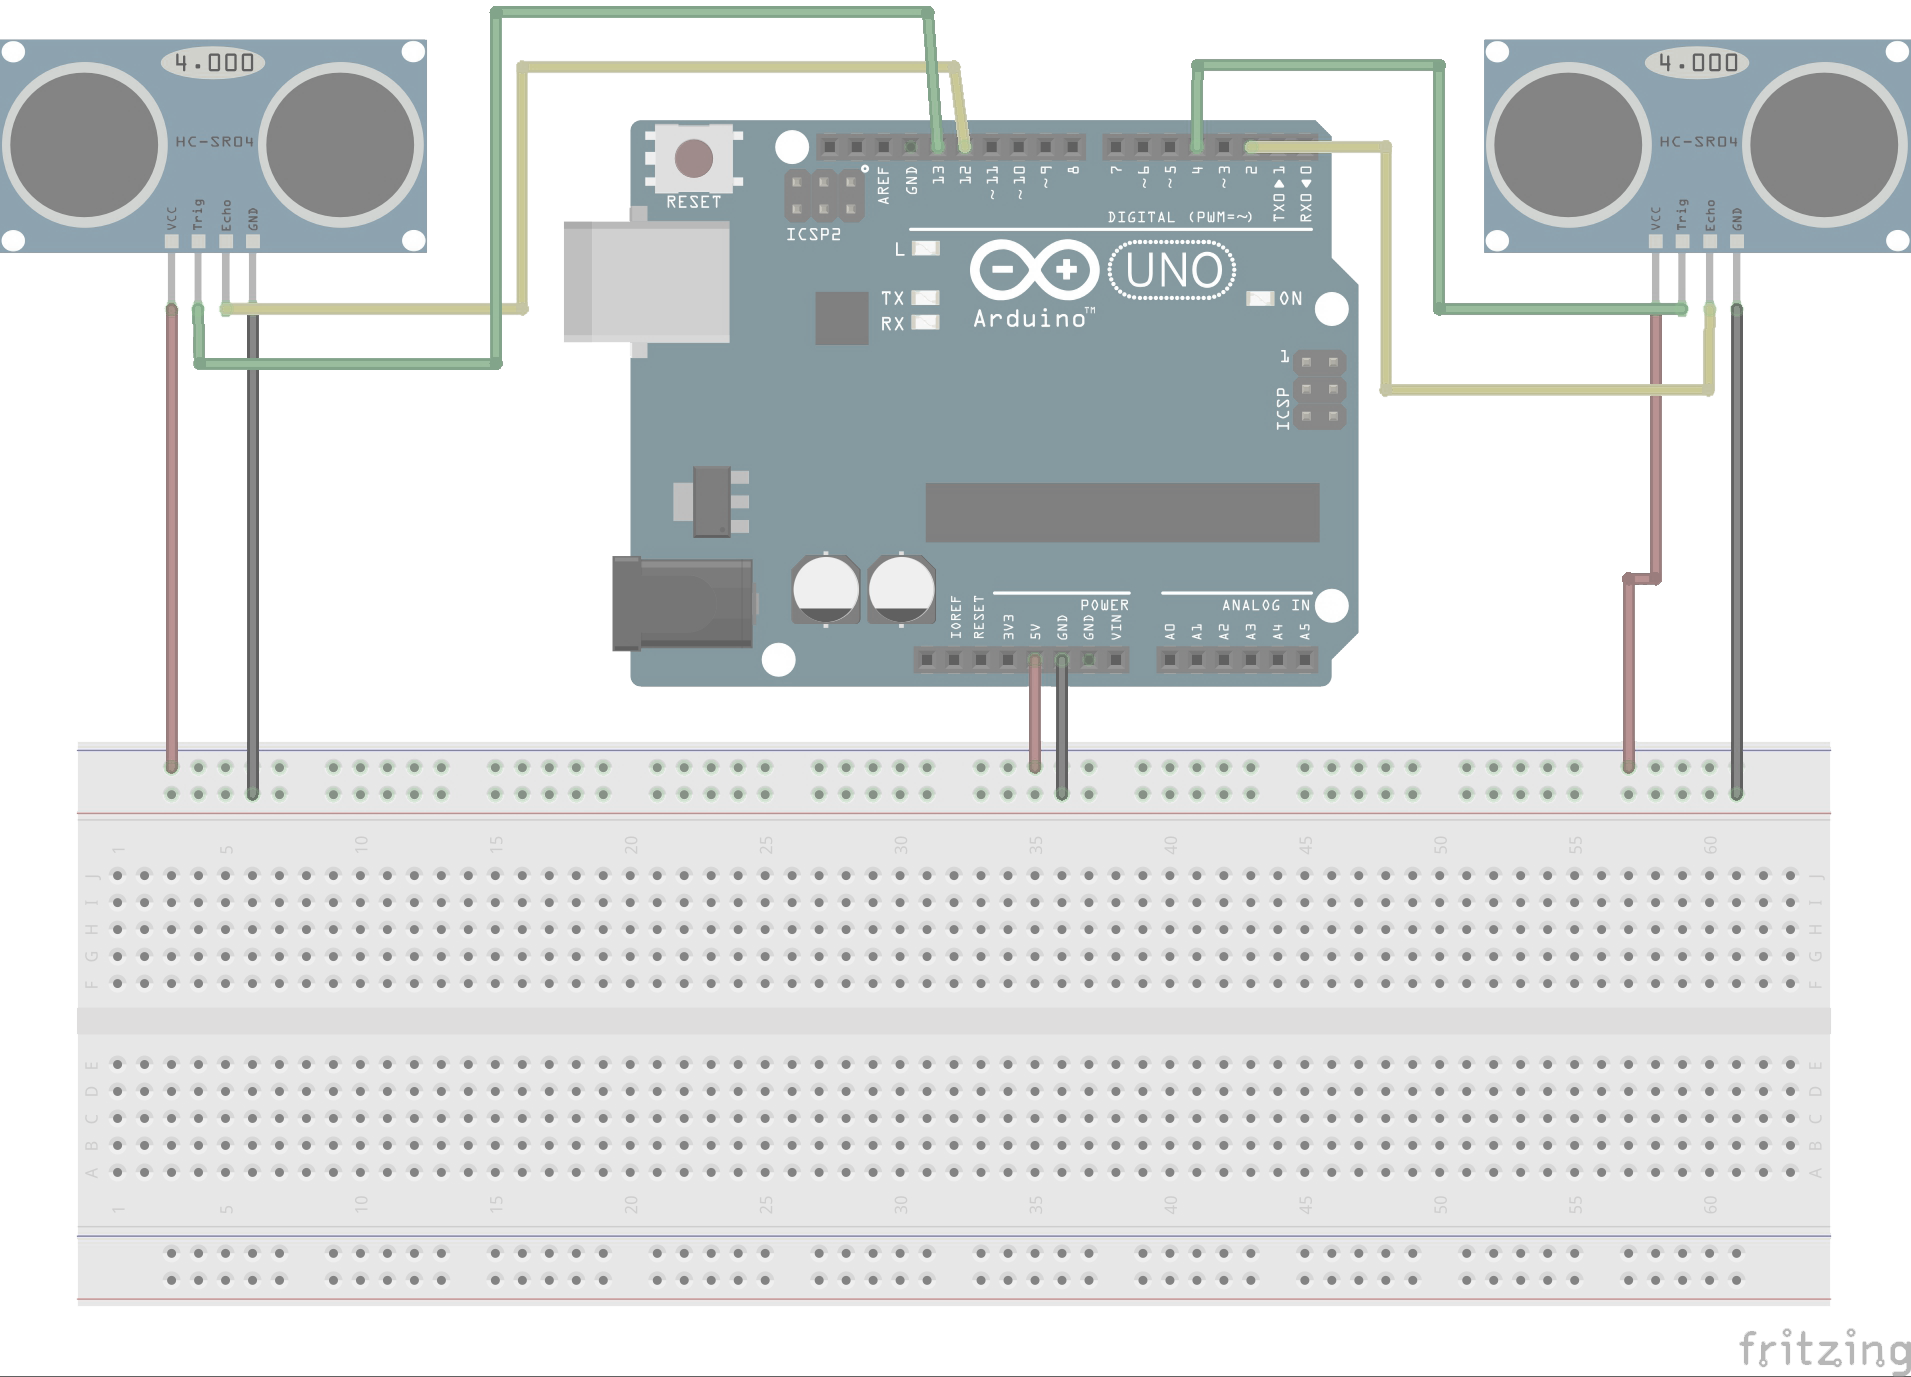 4.000
HC-SR04
VCC Trig Echo GND
4.000
HC-SR04
VCC Trig Echo GND
RESET
ICSP2
AREF GND 13 12 ~11 ~10 ~9 8
7 ~6 ~5 4 ~3 2 TX0▶1 RX0◀0
DIGITAL (PWM=~)
L
TX
RX
UNO
Arduino™
ON
1
ICSP
IOREF RESET 3V3 5V GND GND VIN
POWER
ANALOG IN
A0 A1 A2 A3 A4 A5
1 5 10 15 20 25 30 35 40 45 50 55 60
J J
I I
H H
G G
F F
E E
D D
C C
B B
A A
1 5 10 15 20 25 30 35 40 45 50 55 60
fritzing